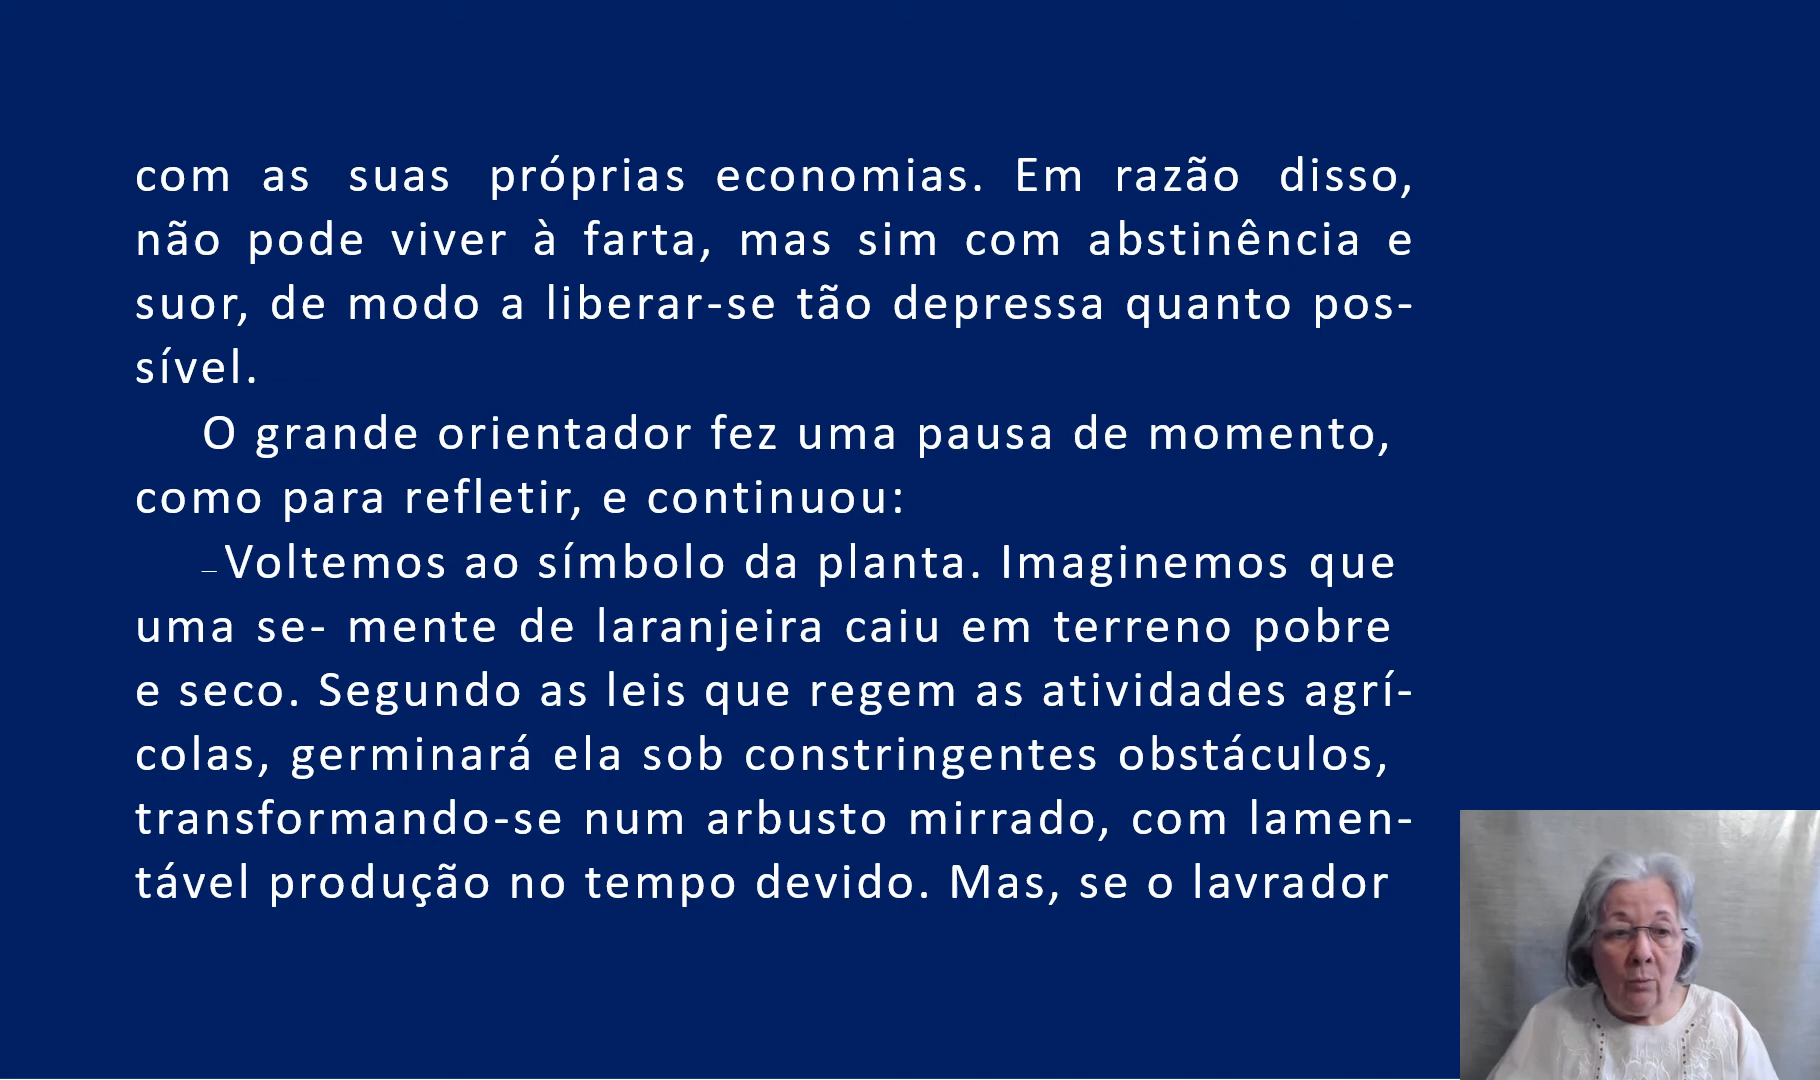 com as suas próprias economias. Em razão disso,
não pode viver à farta, mas sim com abstinência e
suor, de modo a liberar-se tão depressa quanto pos-
sível.
O grande orientador fez uma pausa de momento,
como para refletir, e continuou:
–Voltemos ao símbolo da planta. Imaginemos que
uma se- mente de laranjeira caiu em terreno pobre
e seco. Segundo as leis que regem as atividades agrí-
colas, germinará ela sob constringentes obstáculos,
transformando-se num arbusto mirrado, com lamen-
tável produção no tempo devido. Mas, se o lavrador